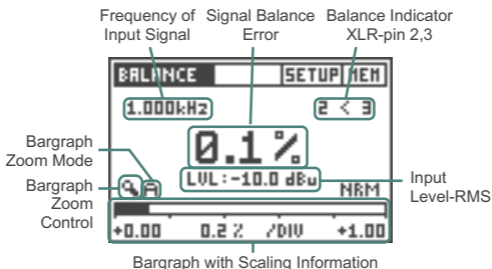 Frequency of Input Signal
Signal Balance Error
Balance Indicator XLR-pin 2,3
BALANCE SETUP MEM
1.000kHz 2 < 3
0.1 %
Bargraph Zoom Mode
LVL:-10.0 dBu
Input Level-RMS
Bargraph Zoom Control
A NRM
+0.00 0.2 % /DIV +1.00
Bargraph with Scaling Information